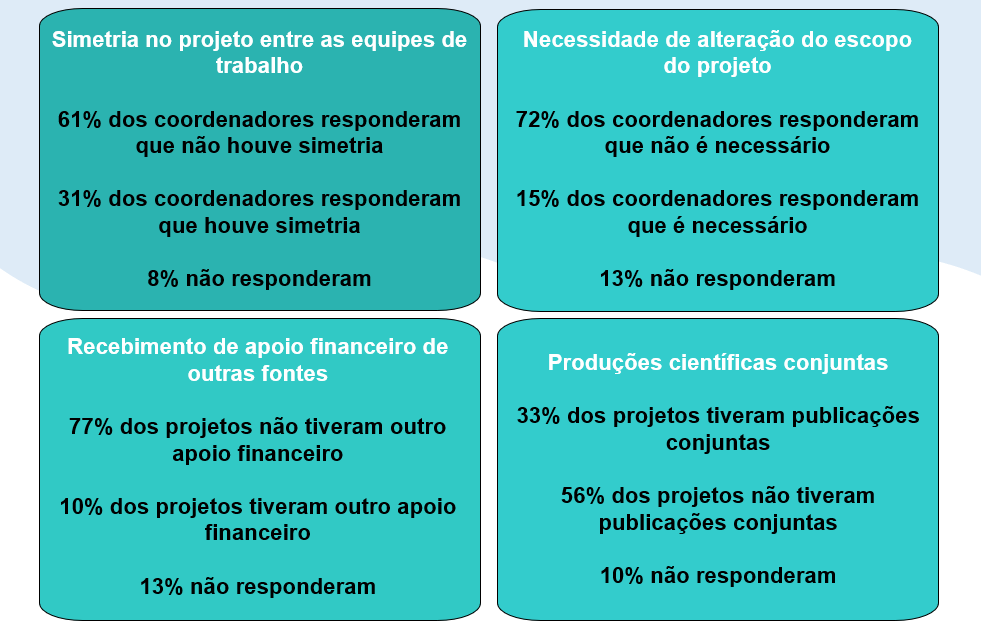 Simetria no projeto entre as equipes de
trabalho
61% dos coordenadores responderam
que não houve simetria
31% dos coordenadores responderam
que houve simetria
8% não responderam
Necessidade de alteração do escopo
do projeto
72% dos coordenadores responderam
que não é necessário
15% dos coordenadores responderam
que é necessário
13% não responderam
Recebimento de apoio financeiro de
outras fontes
77% dos projetos não tiveram outro
apoio financeiro
10% dos projetos tiveram outro apoio
financeiro
13% não responderam
Produções científicas conjuntas
33% dos projetos tiveram publicações
conjuntas
56% dos projetos não tiveram
publicações conjuntas
10% não responderam